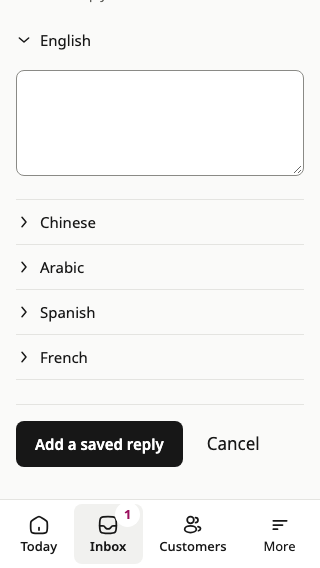 English
Chinese
Arabic
Spanish
French
Add a saved reply
Cancel
1
Today
Inbox
Customers
More